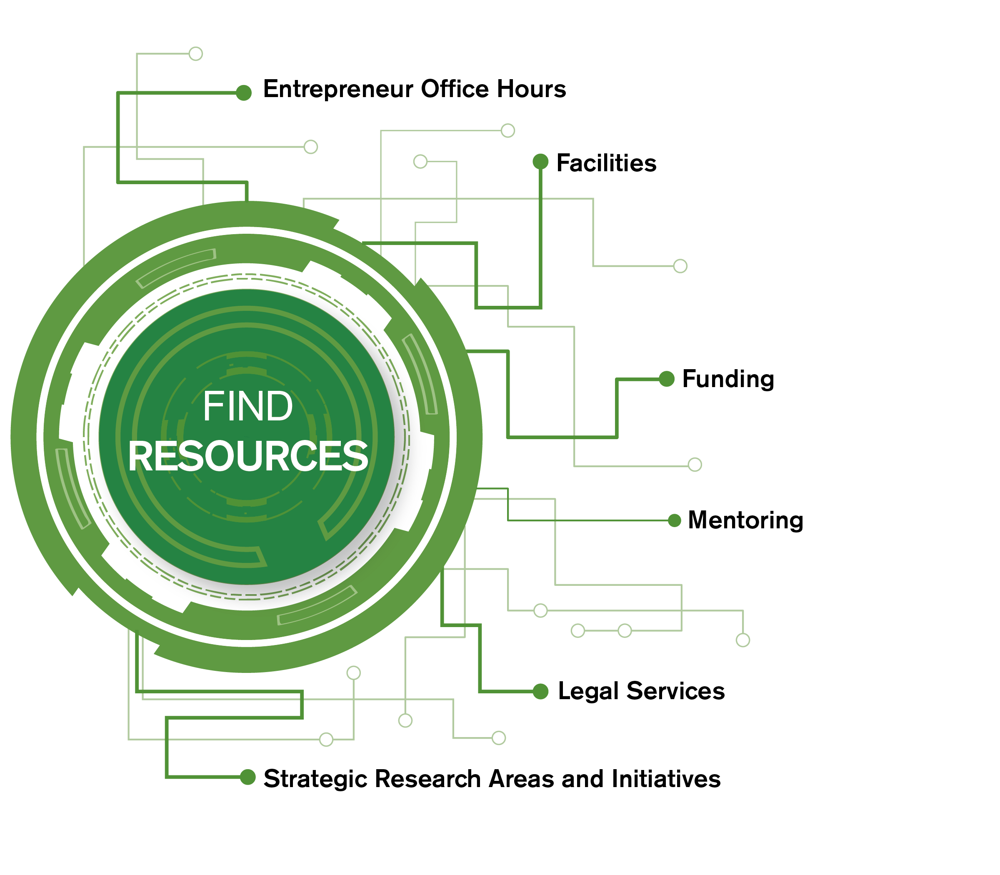 Entrepreneur Office Hours
Facilities
Funding
FIND
RESOURCES
Mentoring
Legal Services
Strategic Research Areas and Initiatives